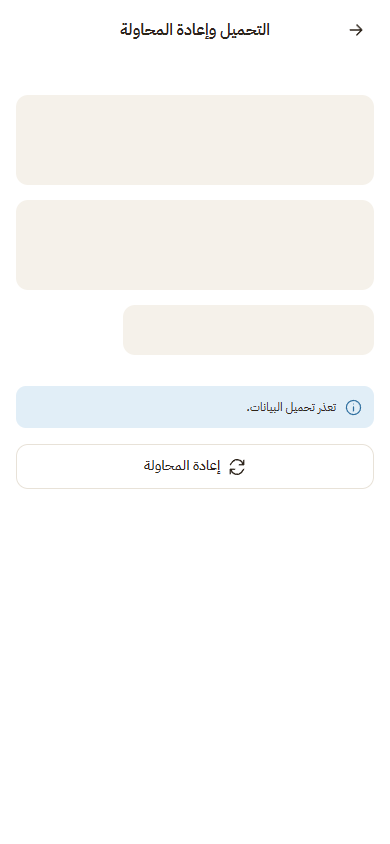 التحميل وإعادة المحاولة
تعذر تحميل البيانات.
إعادة المحاولة